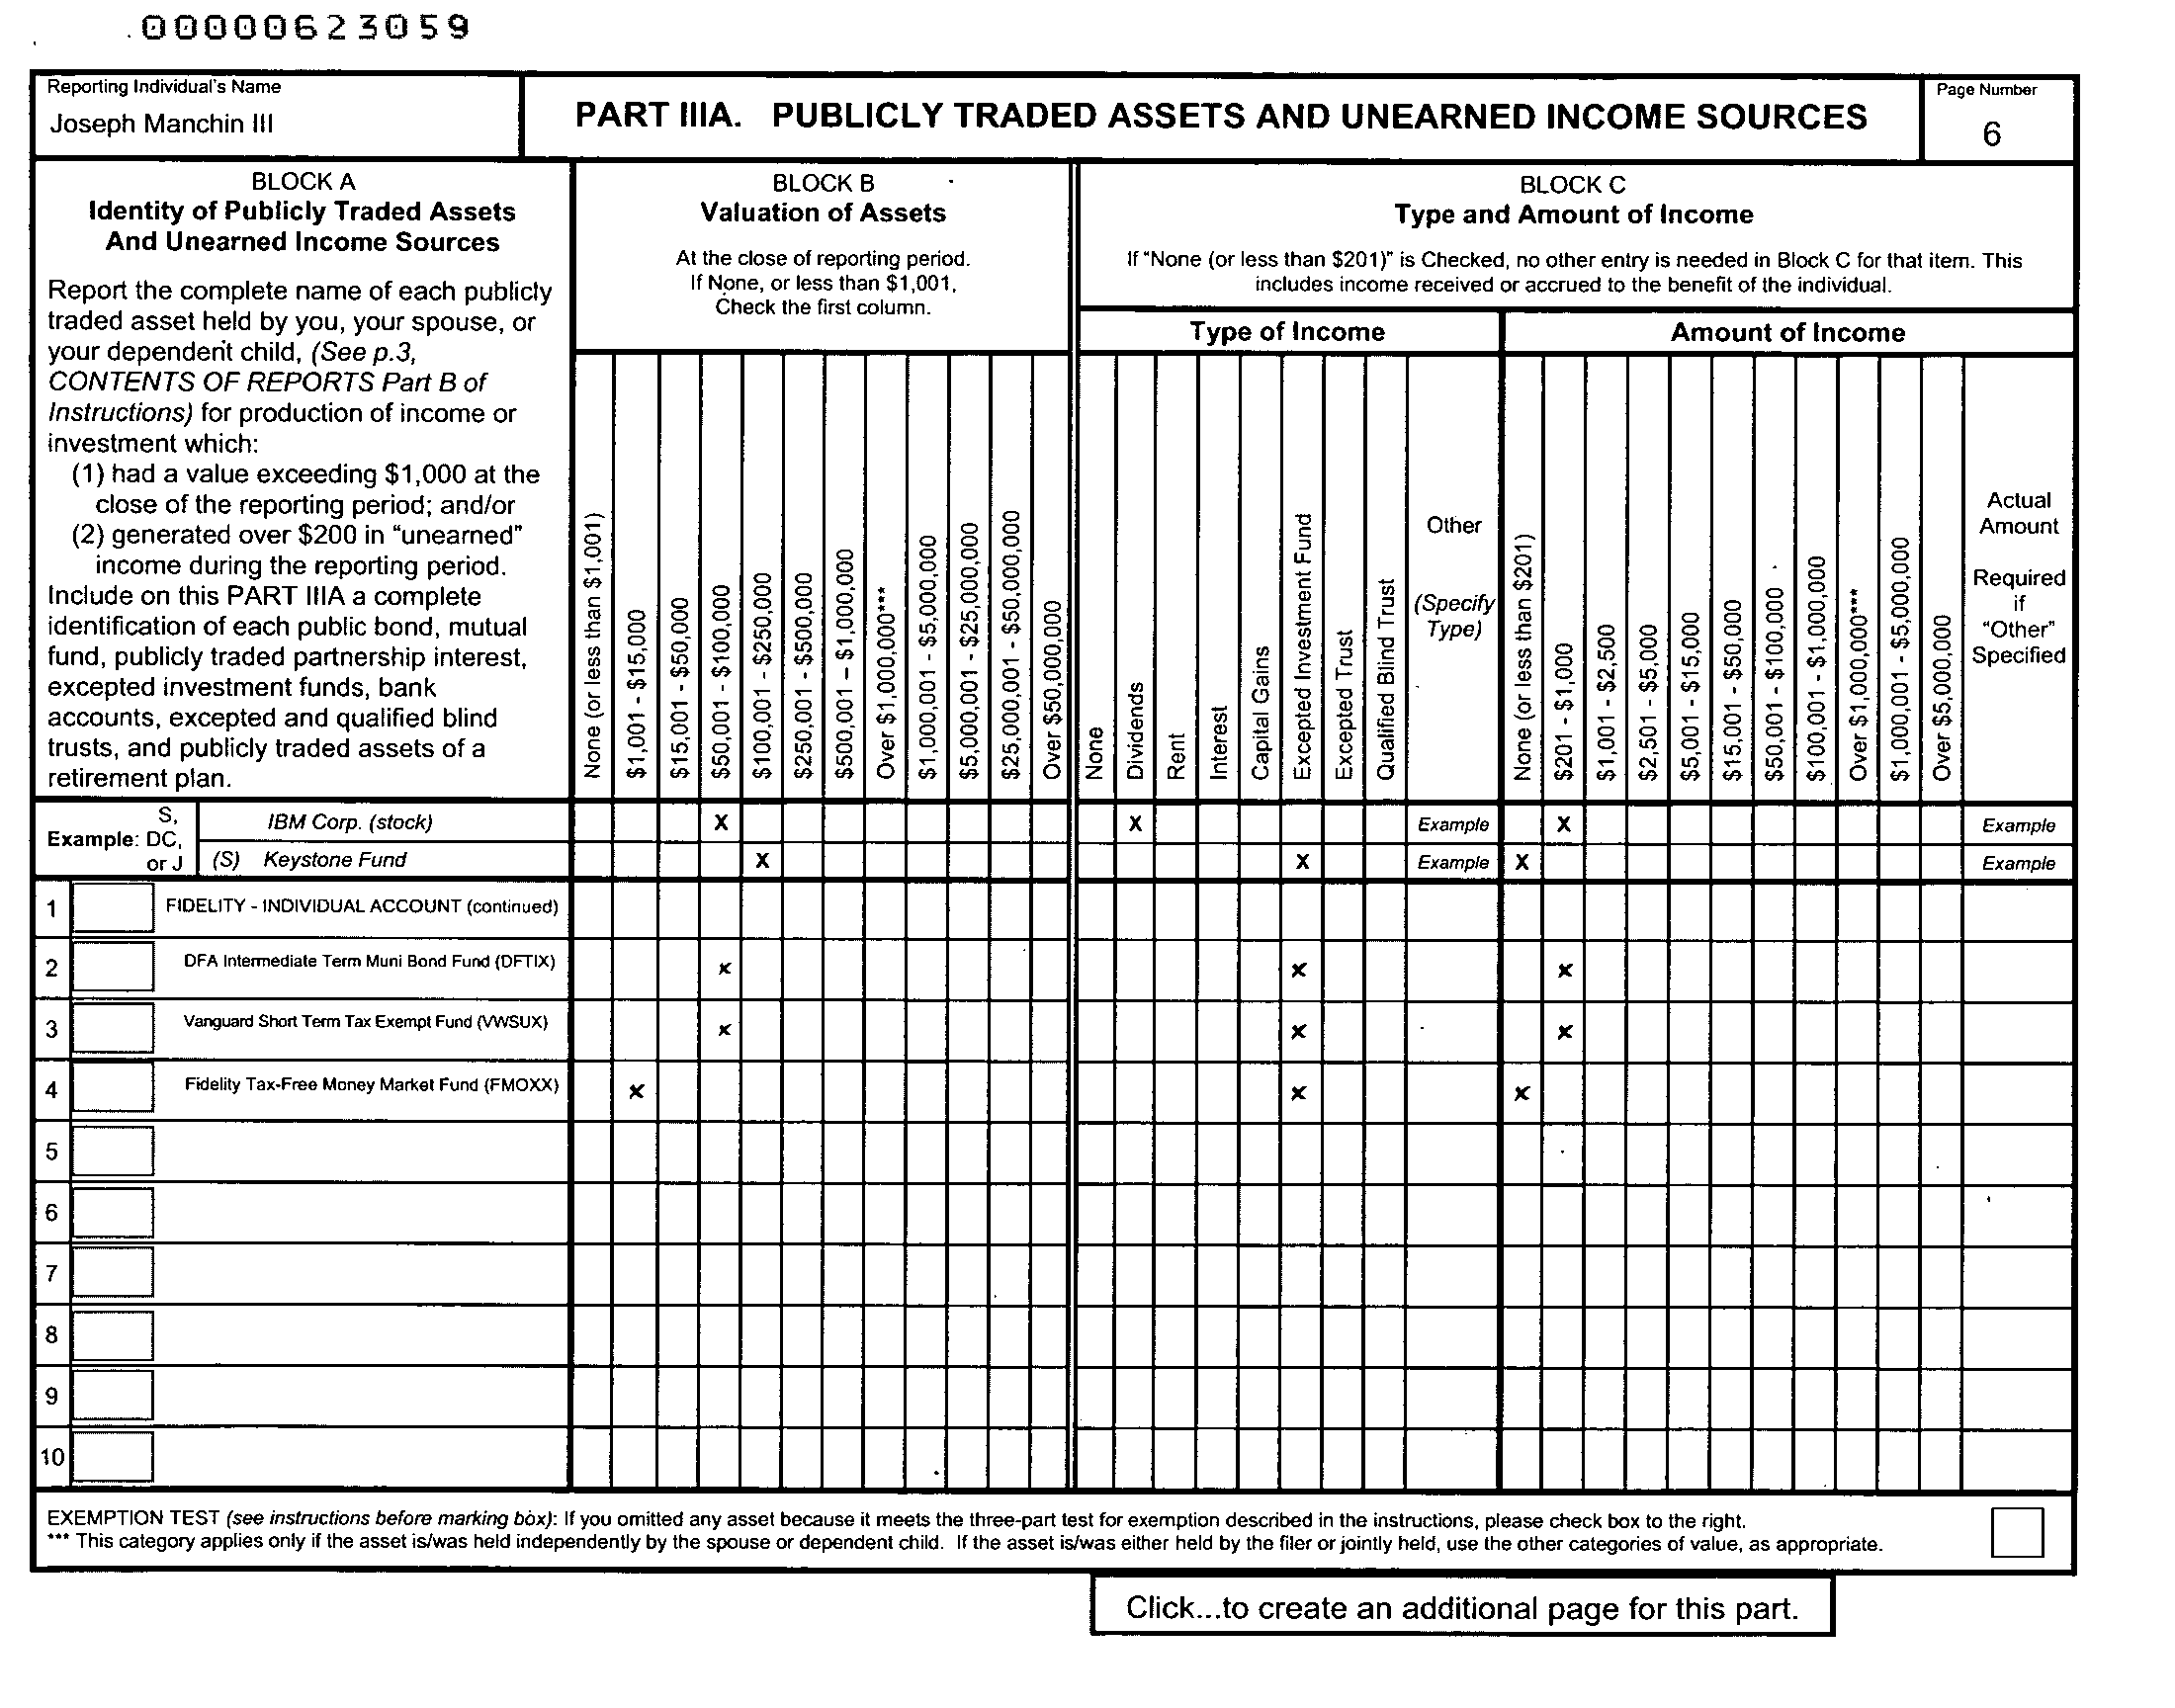 00000623059
Reporting Individual's Name
Joseph Manchin III
PART IIIA. PUBLICLY TRADED ASSETS AND UNEARNED INCOME SOURCES
Page Number
6
BLOCK A
Identity of Publicly Traded Assets
And Unearned Income Sources
Report the complete name of each publicly
traded asset held by you, your spouse, or
your dependent child, (See p.3,
CONTENTS OF REPORTS Part B of
Instructions) for production of income or
investment which:
(1) had a value exceeding $1,000 at the
close of the reporting period; and/or
(2) generated over $200 in "unearned"
income during the reporting period.
Include on this PART IIIA a complete
identification of each public bond, mutual
fund, publicly traded partnership interest,
excepted investment funds, bank
accounts, excepted and qualified blind
trusts, and publicly traded assets of a
retirement plan.
BLOCK B
Valuation of Assets
At the close of reporting period.
If None, or less than $1,001,
Check the first column.
None (or less than $1,001)
$1,001 - $15,000
$15,001 - $50,000
$50,001 - $100,000
$100,001 - $250,000
$250,001 - $500,000
$500,001 – $1,000,000
Over $1,000,000***
$1,000,001 - $5,000,000
$5,000,001 - $25,000,000
$25,000,001 - $50,000,000
Over $50,000,000
BLOCK C
Type and Amount of Income
If "None (or less than $201)" is Checked, no other entry is needed in Block C for that item. This
includes income received or accrued to the benefit of the individual.
Type of Income
None
Dividends
Rent
Interest
Capital Gains
Excepted Investment Fund
Excepted Trust
Qualified Blind Trust
Other
(Specify
Type)
Amount of Income
None (or less than $201)
$201 - $1,000
$1,001 - $2,500
$2,501 - $5,000
$5,001 - $15,000
$15,001 - $50,000
$50,001 - $100,000
$100,001 - $1,000,000
Over $1,000,000***
$1,000,001 - $5,000,000
Over $5,000,000
Actual
Amount
Required
if
"Other"
Specified
Example: S, DC, or J
IBM Corp. (stock) X X Example X Example
(S) Keystone Fund X X Example X Example
1 FIDELITY - INDIVIDUAL ACCOUNT (continued)
2 DFA Intermediate Term Muni Bond Fund (DFTIX) x x x
3 Vanguard Short Term Tax Exempt Fund (VWSUX) x x x
4 Fidelity Tax-Free Money Market Fund (FMOXX) x x x
5
6
7
8
9
10
EXEMPTION TEST (see instructions before marking box): If you omitted any asset because it meets the three-part test for exemption described in the instructions, please check box to the right.
*** This category applies only if the asset is/was held independently by the spouse or dependent child. If the asset is/was either held by the filer or jointly held, use the other categories of value, as appropriate.
Click...to create an additional page for this part.